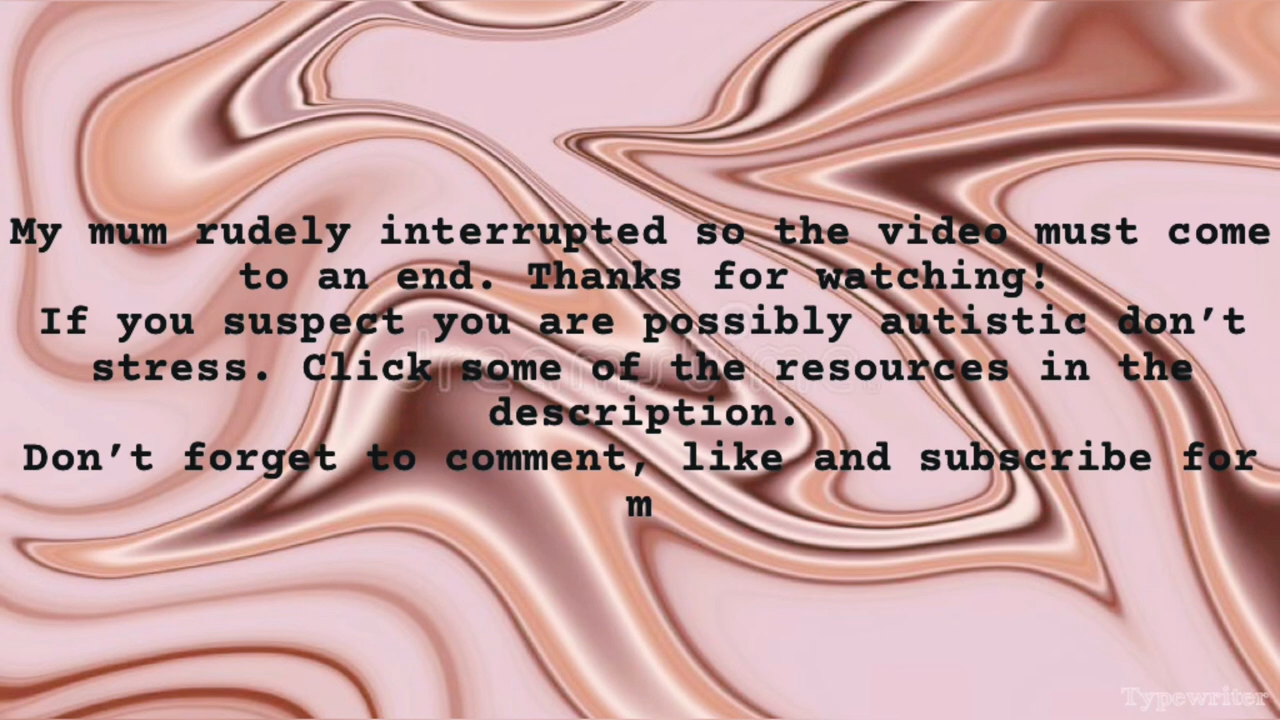 My mum rudely interrupted so the video must come
to an end. Thanks for watching!
If you suspect you are possibly autistic don’t
stress. Click some of the resources in the
description.
Don’t forget to comment, like and subscribe for
m
dreamstime.
Typewriter